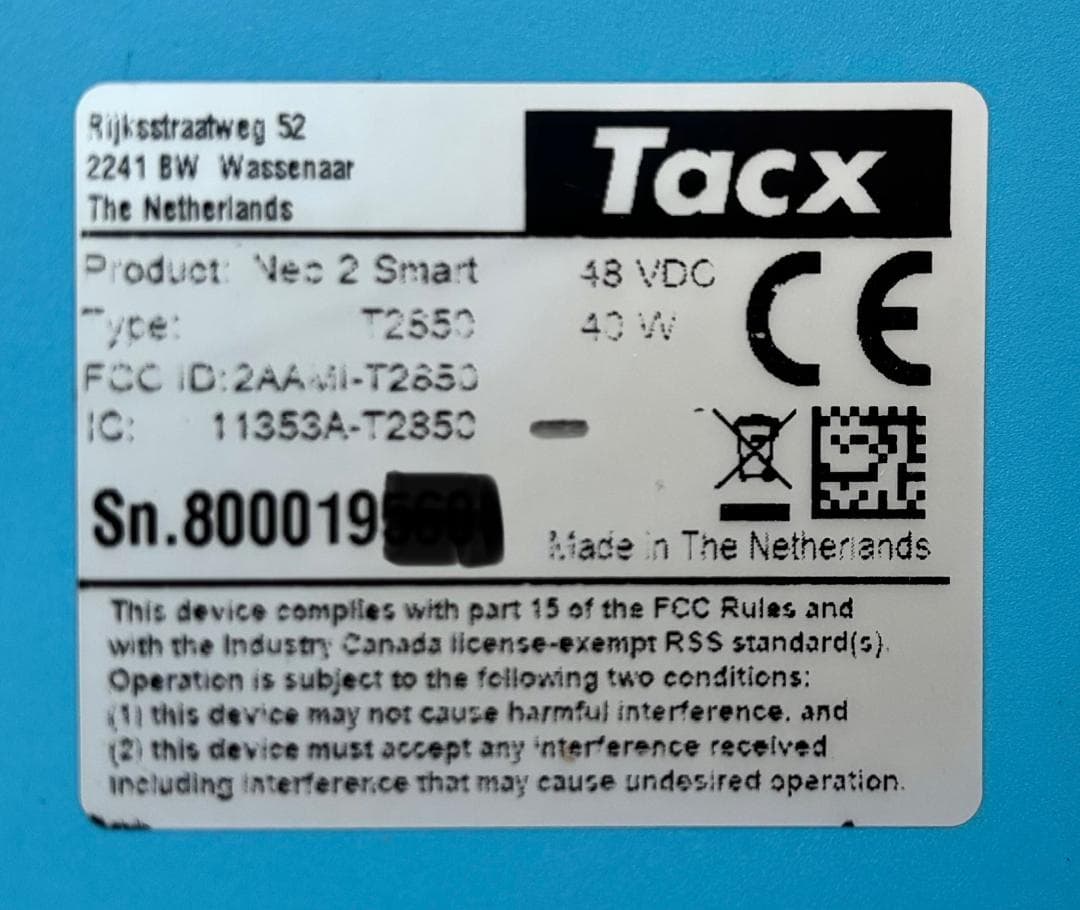 Rijksstraatweg 52
2241 BW Wassenaar
The Netherlands
Tacx
Product: Neo 2 Smart 48 VDC
Type: T2850 40 W
FCC ID:2AAMI-T2850
IC: 11353A-T2850
CE
Sn.8000019
Made in The Netherlands
This device complies with part 15 of the FCC Rules and
with the Industry Canada license-exempt RSS standard(s).
Operation is subject to the following two conditions:
(1) this device may not cause harmful interference, and
(2) this device must accept any interference received
including interference that may cause undesired operation.